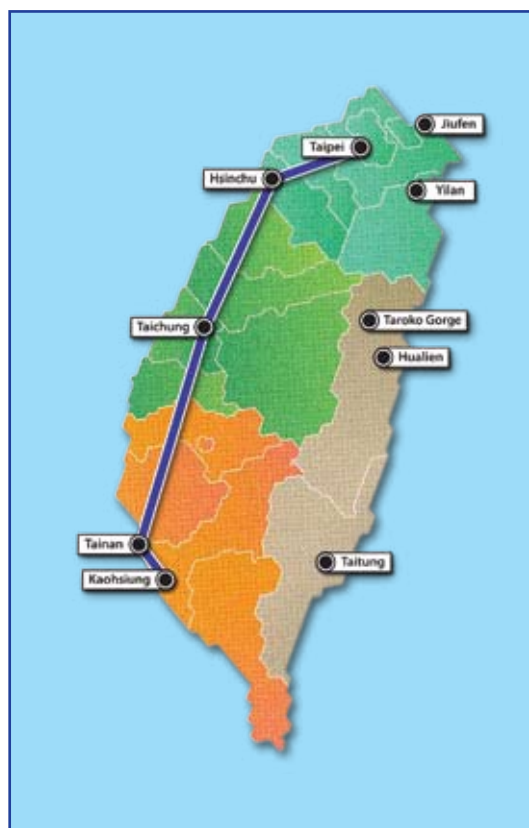 Jiufen
Taipei
Hsinchu
Yilan
Taichung
Taroko Gorge
Hualien
Tainan
Taitung
Kaohsiung